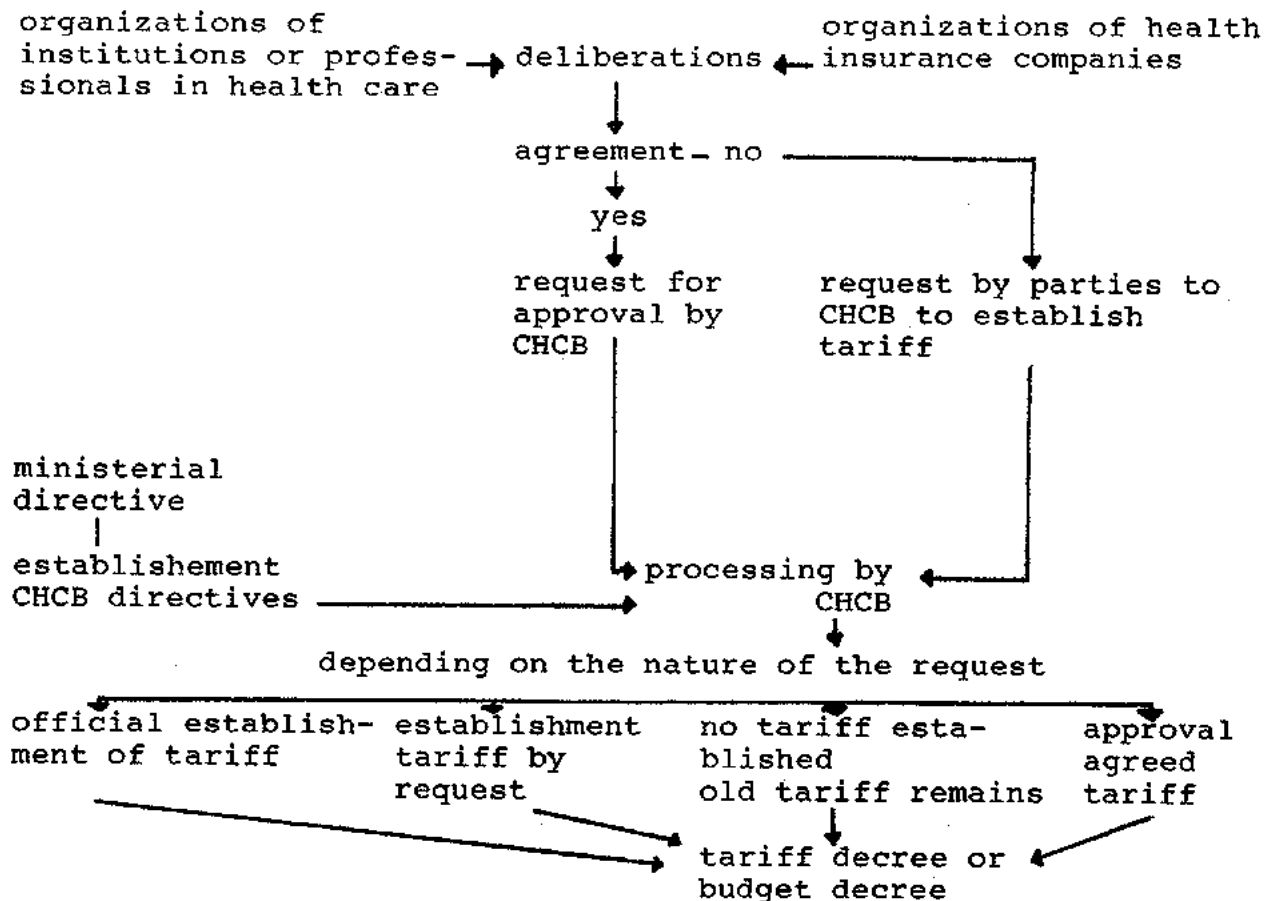 organizations of
institutions or profes-
sionals in health care
deliberations
organizations of health
insurance companies
agreement - no
yes
request for
approval by
CHCB
request by parties to
CHCB to establish
tariff
ministerial
directive
establishement
CHCB directives
processing by
CHCB
depending on the nature of the request
official establish-
ment of tariff
establishment
tariff by
request
no tariff esta-
blished
old tariff remains
approval
agreed
tariff
tariff decree or
budget decree